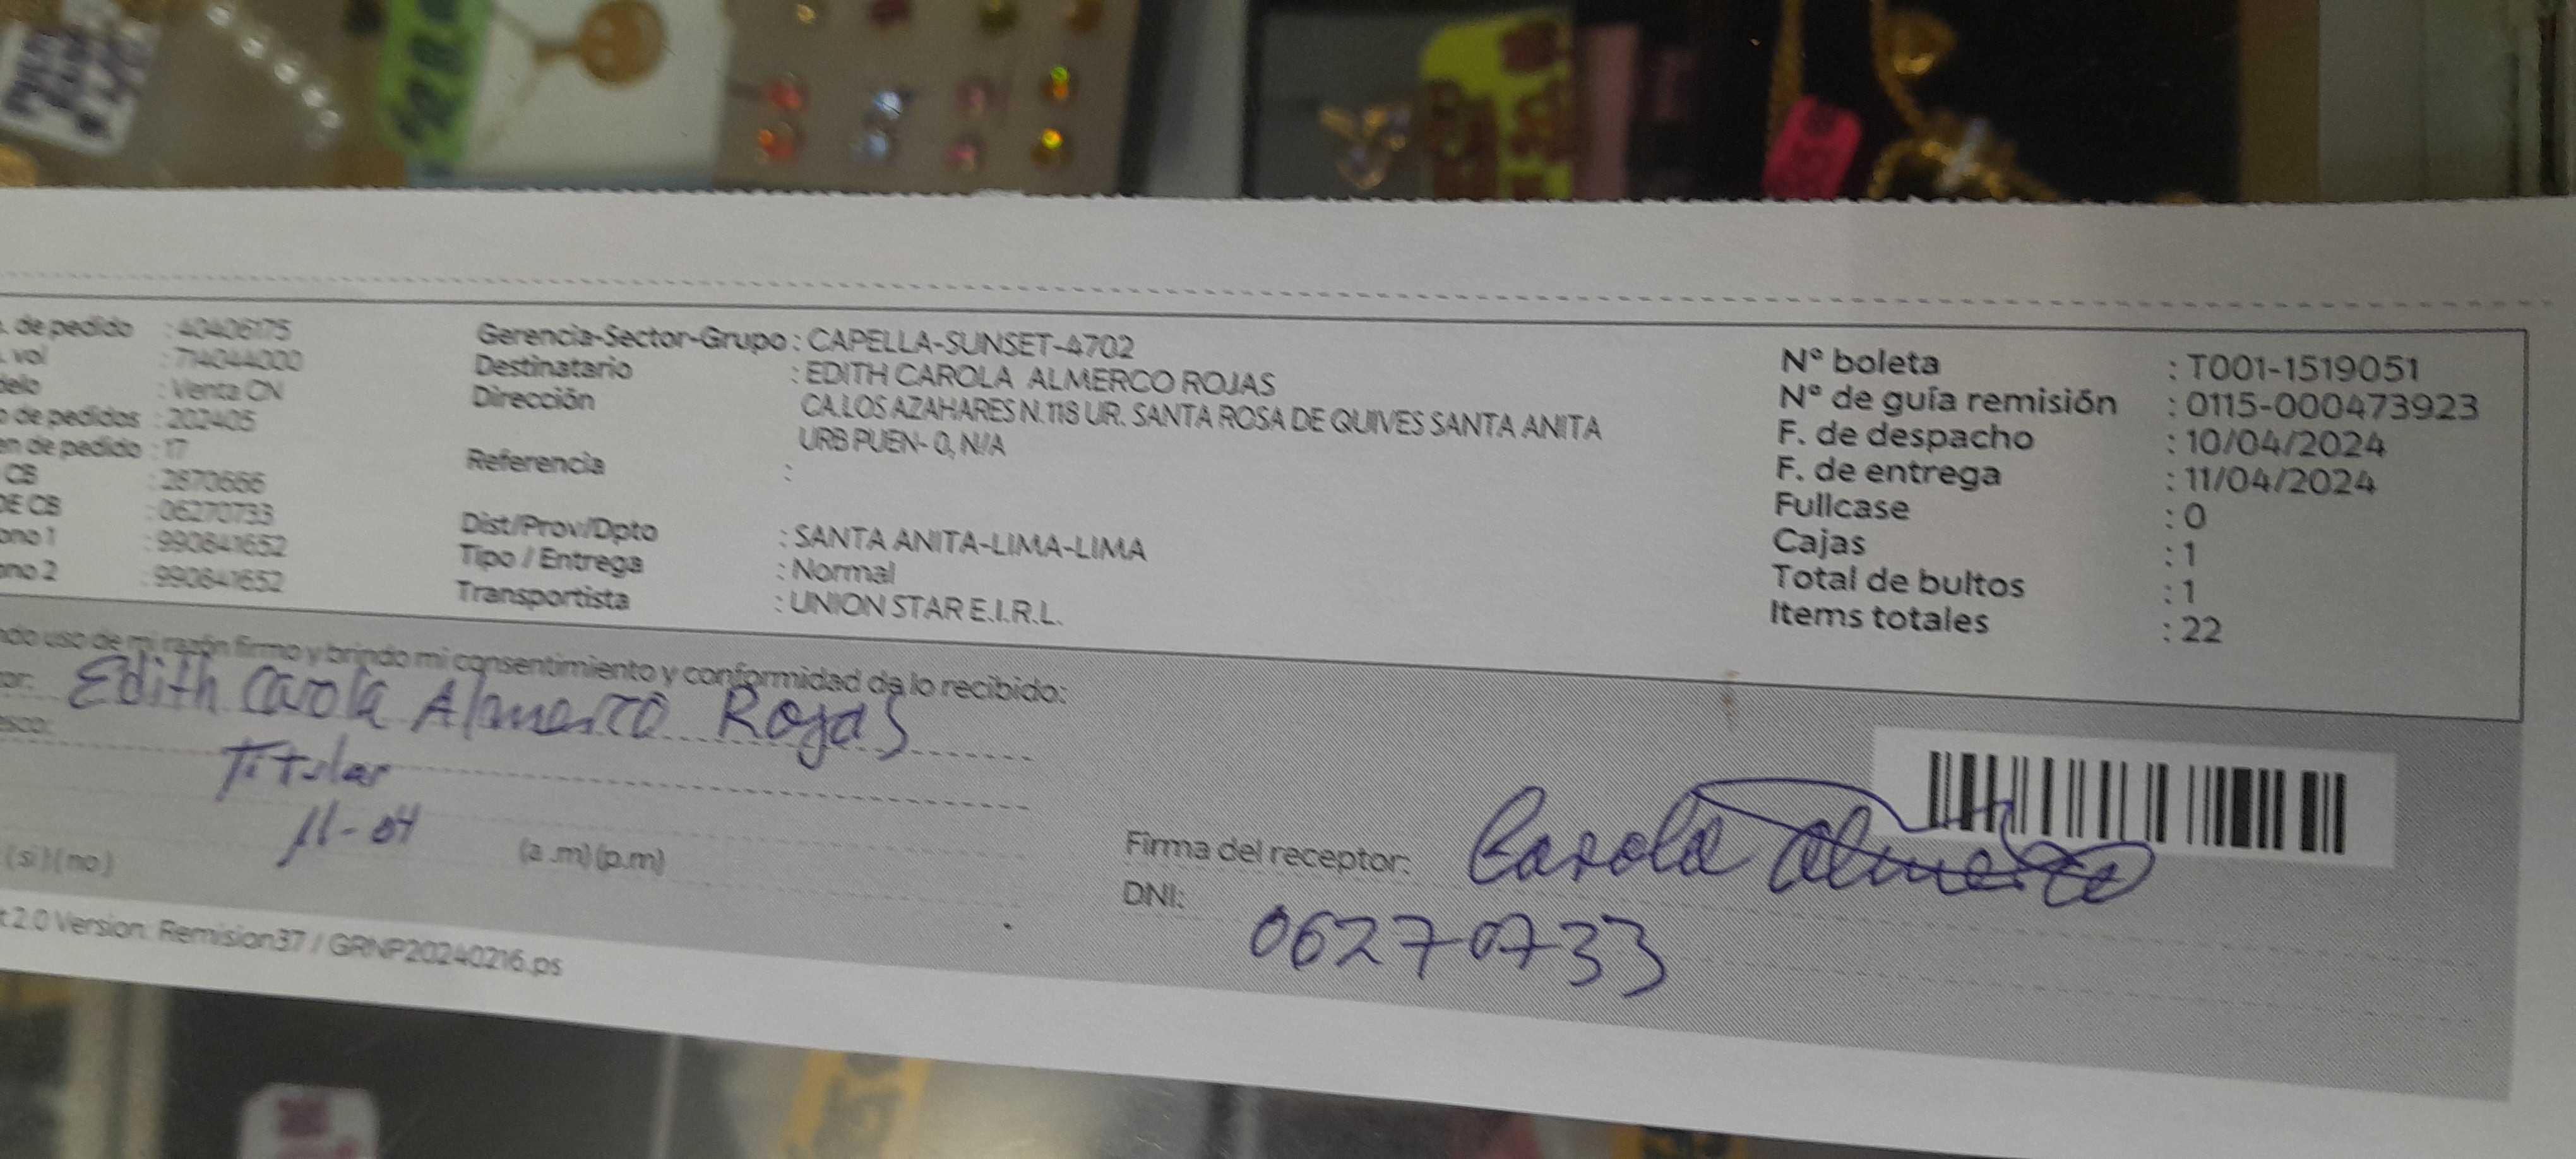 . de pedido : 40406175
. vol : 714044000
delo : Venta CN
o de pedidos : 202405
en de pedido : 17
CB : 2870666
DE CB : 06270733
ono 1 : 990841652
ono 2 : 990841652
Gerencia-Sector-Grupo : CAPELLA-SUNSET-4702
Destinatario : EDITH CAROLA ALMERCO ROJAS
Dirección CA.LOS AZAHARES N.118 UR. SANTA ROSA DE QUIVES SANTA ANITA
URB PUEN- 0, N/A
Referencia :
Dist/Prov/Dpto : SANTA ANITA-LIMA-LIMA
Tipo / Entrega : Normal
Transportista : UNION STAR E.I.R.L.
N° boleta : T001-1519051
N° de guía remisión : 0115-000473923
F. de despacho : 10/04/2024
F. de entrega : 11/04/2024
Fullcase : 0
Cajas : 1
Total de bultos : 1
Items totales : 22
ndo uso de mi razón firmo y brindo mi consentimiento y conformidad de lo recibido:
or: Edith Carola Almerco Rojas
esco: Titular
11-04
(si)(no) (a .m)(p.m)
Firma del receptor: Carola Almerco
DNI: 06270733
t 2.0 Version: Remision37 / GRNP20240216.ps